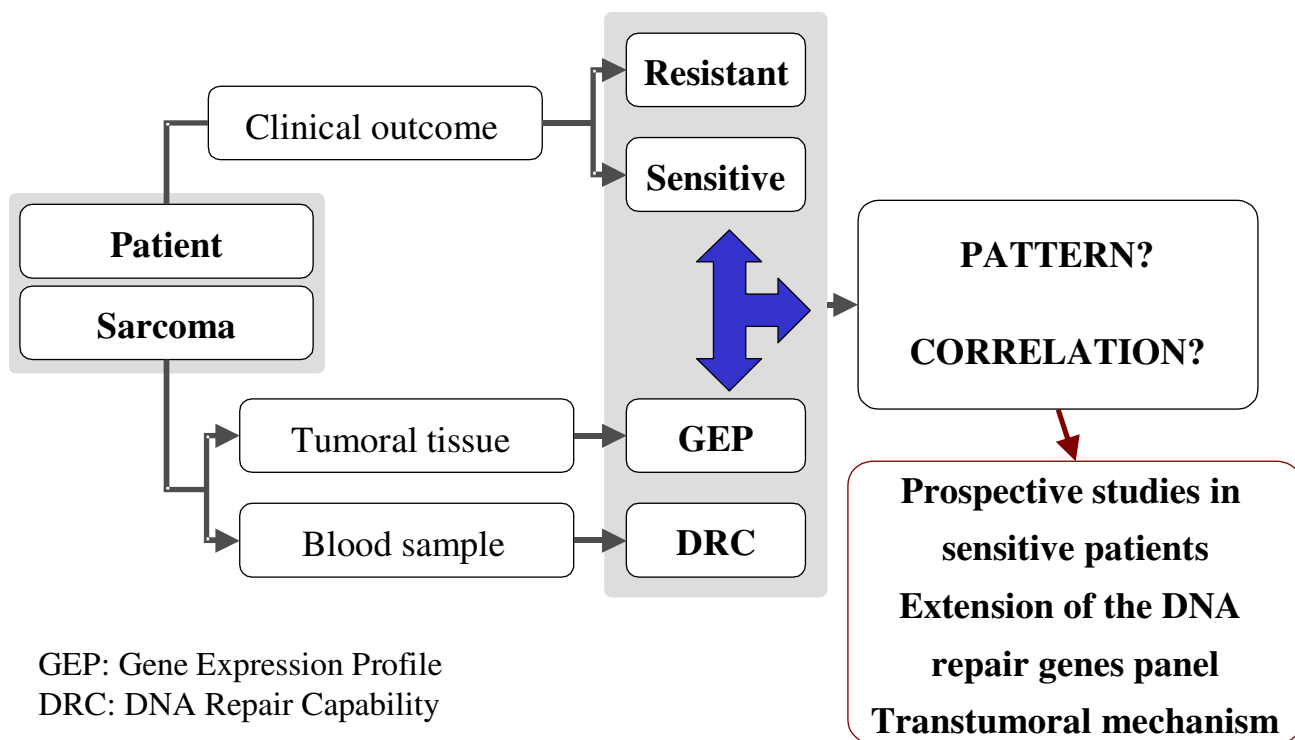 Resistant
Clinical outcome
Sensitive
Patient
Sarcoma
PATTERN?
CORRELATION?
Tumoral tissue
GEP
Blood sample
DRC
Prospective studies in
sensitive patients
Extension of the DNA
repair genes panel
Transtumoral mechanism
GEP: Gene Expression Profile
DRC: DNA Repair Capability